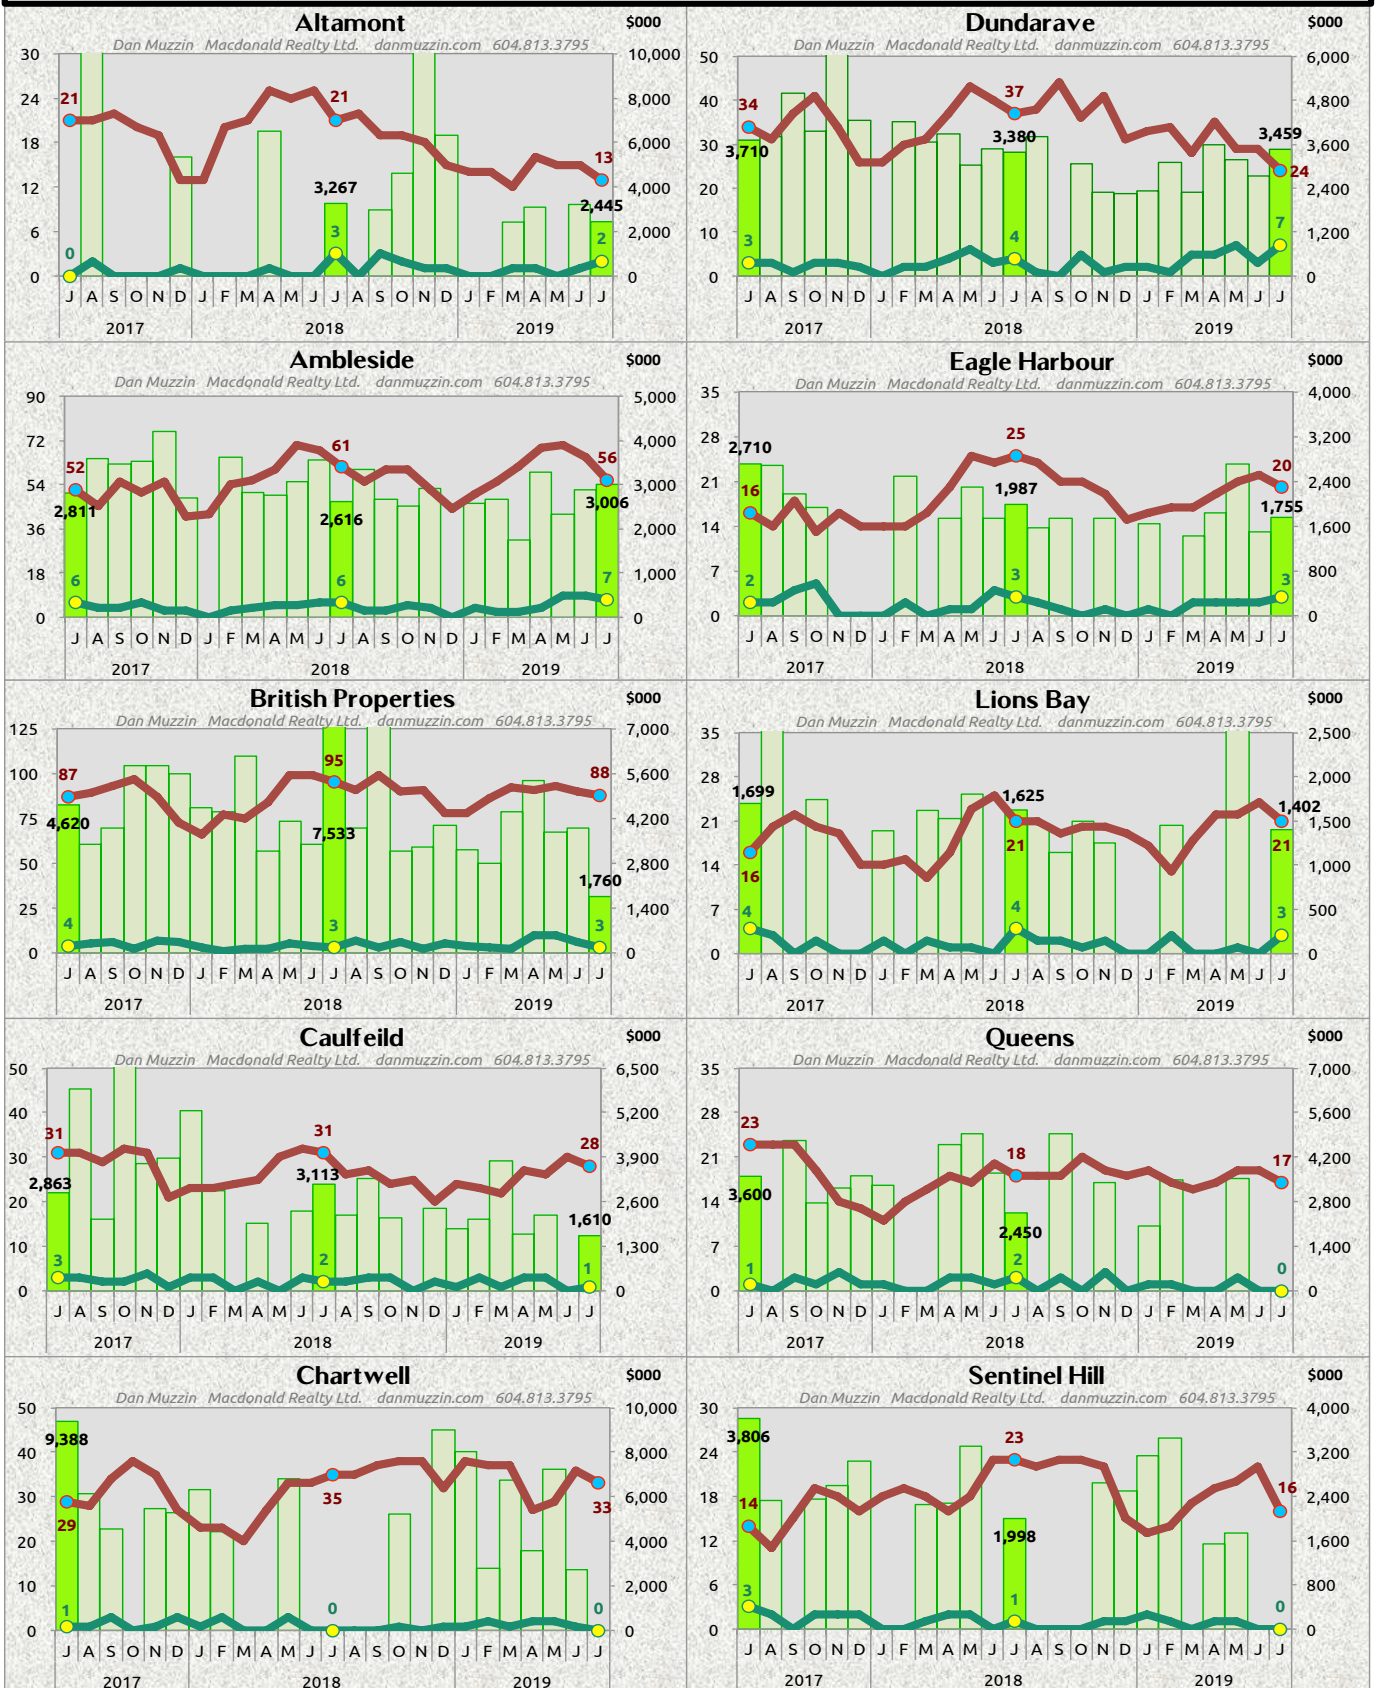 Altamont
$000
Dan Muzzin Macdonald Realty Ltd. danmuzzin.com 604.813.3795
30 10,000
24 8,000
18 6,000
12 4,000
6 2,000
0 0
21 21 13
3,267 2,445
0 3 2
J A S O N D J F M A M J J A S O N D J F M A M J J
2017 2018 2019
Dundarave
$000
Dan Muzzin Macdonald Realty Ltd. danmuzzin.com 604.813.3795
50 6,000
40 4,800
30 3,600
20 2,400
10 1,200
0 0
34 37 24
3,710 3,380 3,459
3 4 7
J A S O N D J F M A M J J A S O N D J F M A M J J
2017 2018 2019
Ambleside
$000
Dan Muzzin Macdonald Realty Ltd. danmuzzin.com 604.813.3795
90 5,000
72 4,000
54 3,000
36 2,000
18 1,000
0 0
52 61 56
2,811 2,616 3,006
6 6 7
J A S O N D J F M A M J J A S O N D J F M A M J J
2017 2018 2019
Eagle Harbour
$000
Dan Muzzin Macdonald Realty Ltd. danmuzzin.com 604.813.3795
35 4,000
28 3,200
21 2,400
14 1,600
7 800
0 0
16 25 20
2,710 1,987 1,755
2 3 3
J A S O N D J F M A M J J A S O N D J F M A M J J
2017 2018 2019
British Properties
$000
Dan Muzzin Macdonald Realty Ltd. danmuzzin.com 604.813.3795
125 7,000
100 5,600
75 4,200
50 2,800
25 1,400
0 0
87 95 88
4,620 7,533 1,760
4 3 3
J A S O N D J F M A M J J A S O N D J F M A M J J
2017 2018 2019
Lions Bay
$000
Dan Muzzin Macdonald Realty Ltd. danmuzzin.com 604.813.3795
35 2,500
28 2,000
21 1,500
14 1,000
7 500
0 0
1,699 1,625 1,402
16 21 21
4 4 3
J A S O N D J F M A M J J A S O N D J F M A M J J
2017 2018 2019
Caulfeild
$000
Dan Muzzin Macdonald Realty Ltd. danmuzzin.com 604.813.3795
50 6,500
40 5,200
30 3,900
20 2,600
10 1,300
0 0
31 31 28
2,863 3,113 1,610
3 2 1
J A S O N D J F M A M J J A S O N D J F M A M J J
2017 2018 2019
Queens
$000
Dan Muzzin Macdonald Realty Ltd. danmuzzin.com 604.813.3795
35 7,000
28 5,600
21 4,200
14 2,800
7 1,400
0 0
23 18 17
3,600 2,450
1 2 0
J A S O N D J F M A M J J A S O N D J F M A M J J
2017 2018 2019
Chartwell
$000
Dan Muzzin Macdonald Realty Ltd. danmuzzin.com 604.813.3795
50 10,000
40 8,000
30 6,000
20 4,000
10 2,000
0 0
9,388
29 35 33
1 0 0
J A S O N D J F M A M J J A S O N D J F M A M J J
2017 2018 2019
Sentinel Hill
$000
Dan Muzzin Macdonald Realty Ltd. danmuzzin.com 604.813.3795
30 4,000
24 3,200
18 2,400
12 1,600
6 800
0 0
3,806 1,998
14 23 16
3 1 0
J A S O N D J F M A M J J A S O N D J F M A M J J
2017 2018 2019